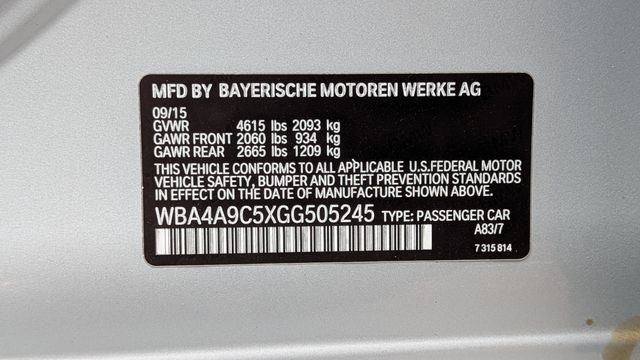 MFD BY BAYERISCHE MOTOREN WERKE AG
09/15
GVWR 4615 lbs 2093 kg
GAWR FRONT 2060 lbs 934 kg
GAWR REAR 2665 lbs 1209 kg
THIS VEHICLE CONFORMS TO ALL APPLICABLE U.S.FEDERAL MOTOR
VEHICLE SAFETY, BUMPER AND THEFT PREVENTION STANDARDS
IN EFFECT ON THE DATE OF MANUFACTURE SHOWN ABOVE
WBA4A9C5XGG505245 TYPE: PASSENGER CAR
A83/7
7 315 814